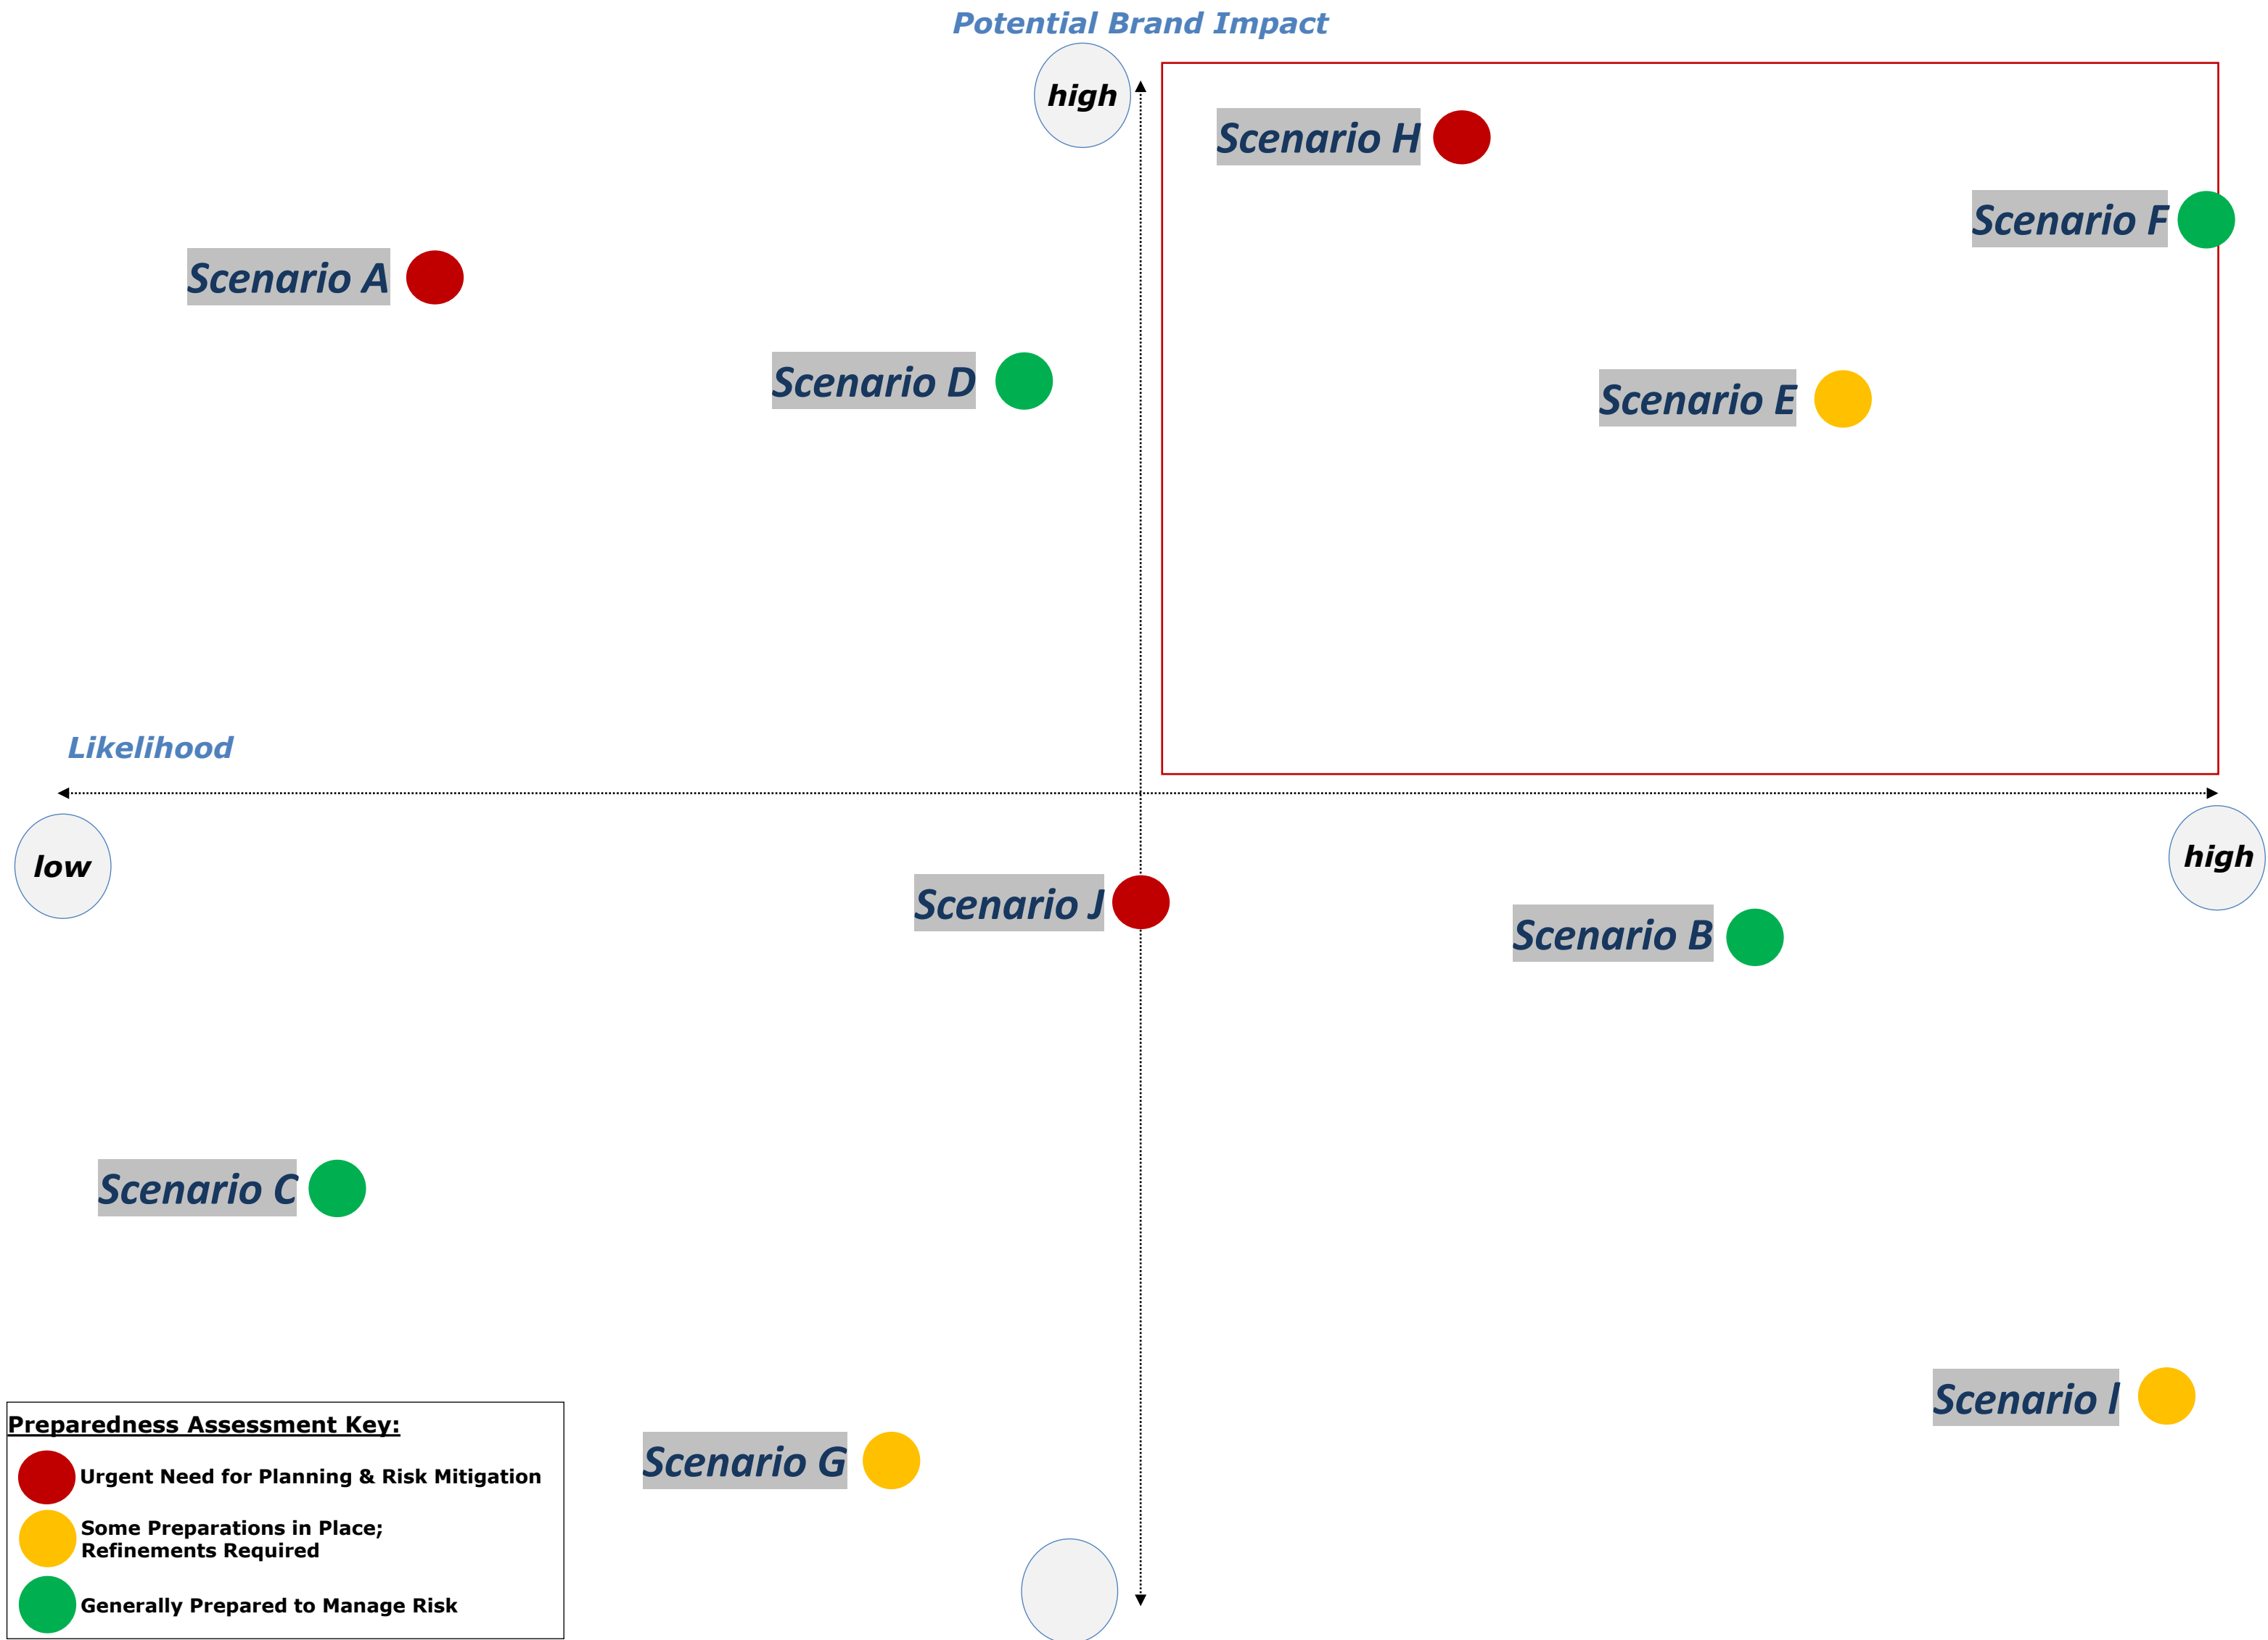 Potential Brand Impact
high
Scenario H
Scenario F
Scenario A
Scenario D
Scenario E
Likelihood
low
high
Scenario J
Scenario B
Scenario C
Scenario I
Scenario G
Preparedness Assessment Key:
Urgent Need for Planning & Risk Mitigation
Some Preparations in Place;
Refinements Required
Generally Prepared to Manage Risk